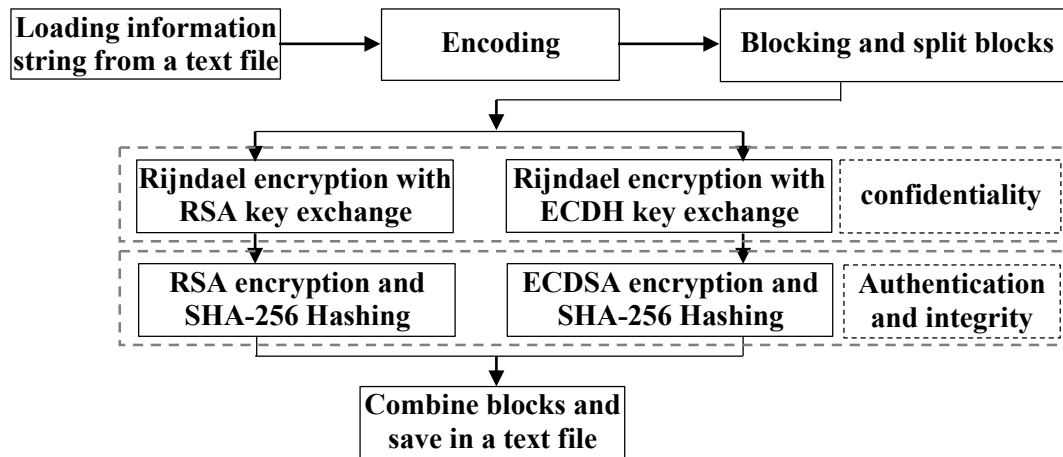 Loading information
string from a text file
Encoding
Blocking and split blocks
Rijndael encryption with
RSA key exchange
Rijndael encryption with
ECDH key exchange
confidentiality
RSA encryption and
SHA-256 Hashing
ECDSA encryption and
SHA-256 Hashing
Authentication
and integrity
Combine blocks and
save in a text file